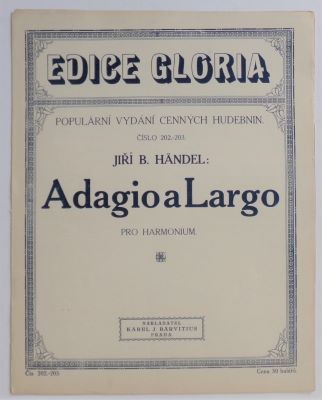 EDICE GLORIA
POPULÁRNÍ VYDÁNÍ CENNÝCH HUDEBNIN.
ČÍSLO 202.-203.
JIŘÍ B. HÄNDEL:
Adagio a Largo
PRO HARMONIUM.
NAKLADATEL
KAREL J. BARVITIUS
PRAHA
Čís. 202.-203.
Cena 50 haléřů.